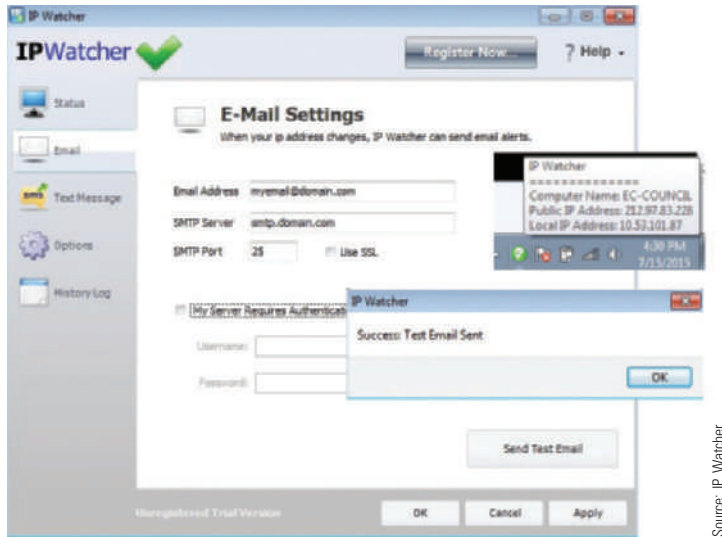 IP Watcher
IPWatcher
Register Now...
? Help
Status
Email
Text Message
Options
History Log
E-Mail Settings
When your ip address changes, IP Watcher can send email alerts.
Email Address myemail@domain.com
SMTP Server smtp.domain.com
SMTP Port 25 Use SSL
My Server Requires Authenticat
Username:
Password:
Send Test Email
Unregistered Trial Version
OK Cancel Apply
IP Watcher
==============
Computer Name: EC-COUNCIL
Public IP Address: 212.97.83.228
Local IP Address: 10.53.101.87
4:30 PM
7/15/2015
IP Watcher
Success: Test Email Sent
OK
Source: IP Watcher